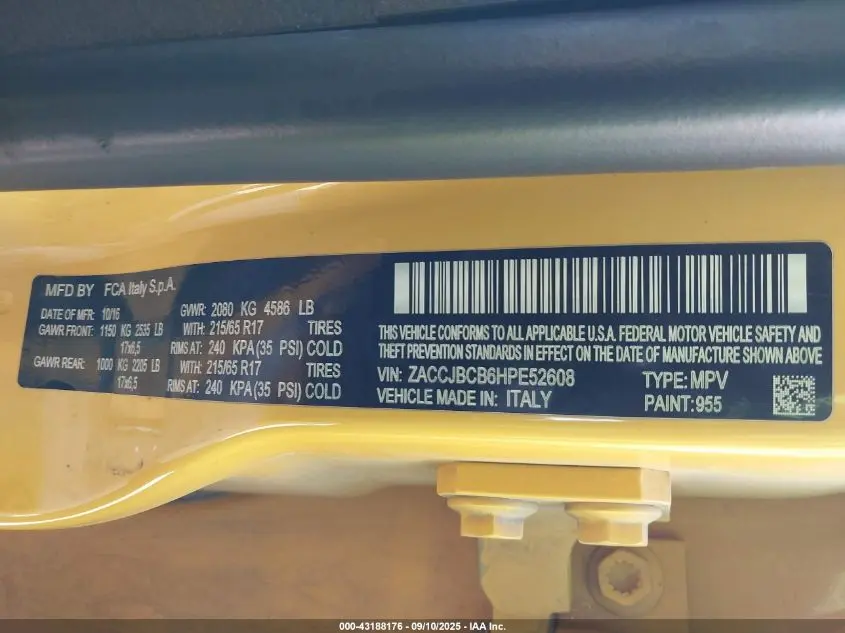 MFD BY FCA Italy S.p.A.
DATE OF MFR: 10/16 GVWR: 2080 KG 4586 LB
GAWR FRONT: 1150 KG 2535 LB WITH: 215/65 R17 TIRES
17x6,5 RIMS AT: 240 KPA(35 PSI) COLD
GAWR REAR: 1000 KG 2205 LB WITH: 215/65 R17 TIRES
17x6,5 RIMS AT: 240 KPA(35 PSI) COLD
THIS VEHICLE CONFORMS TO ALL APPLICABLE U.S.A. FEDERAL MOTOR VEHICLE SAFETY AND
THEFT PREVENTION STANDARDS IN EFFECT ON THE DATE OF MANUFACTURE SHOWN ABOVE
VIN: ZACCJBCB6HPE52608 TYPE: MPV
VEHICLE MADE IN: ITALY PAINT: 955
000-43188176 - 09/10/2025 - IAA Inc.